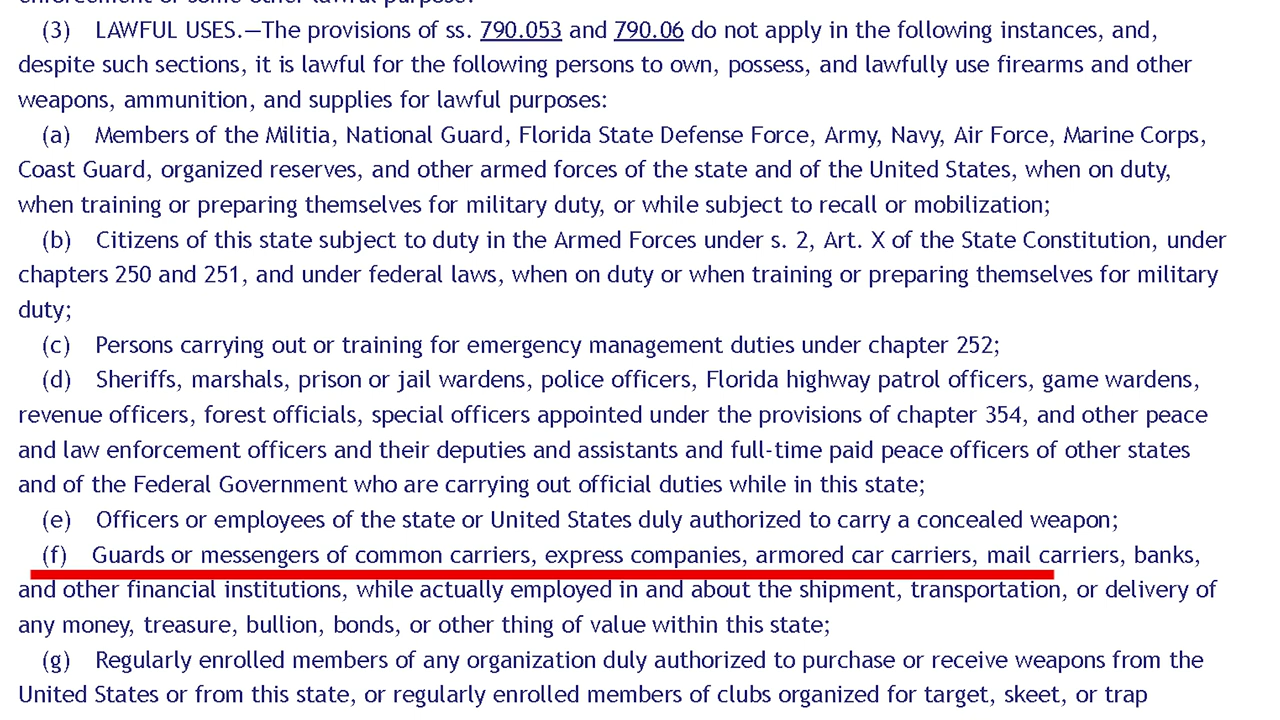 enforcement or some other lawful purpose.
(3) LAWFUL USES.—The provisions of ss. 790.053 and 790.06 do not apply in the following instances, and,
despite such sections, it is lawful for the following persons to own, possess, and lawfully use firearms and other
weapons, ammunition, and supplies for lawful purposes:
(a) Members of the Militia, National Guard, Florida State Defense Force, Army, Navy, Air Force, Marine Corps,
Coast Guard, organized reserves, and other armed forces of the state and of the United States, when on duty,
when training or preparing themselves for military duty, or while subject to recall or mobilization;
(b) Citizens of this state subject to duty in the Armed Forces under s. 2, Art. X of the State Constitution, under
chapters 250 and 251, and under federal laws, when on duty or when training or preparing themselves for military
duty;
(c) Persons carrying out or training for emergency management duties under chapter 252;
(d) Sheriffs, marshals, prison or jail wardens, police officers, Florida highway patrol officers, game wardens,
revenue officers, forest officials, special officers appointed under the provisions of chapter 354, and other peace
and law enforcement officers and their deputies and assistants and full-time paid peace officers of other states
and of the Federal Government who are carrying out official duties while in this state;
(e) Officers or employees of the state or United States duly authorized to carry a concealed weapon;
(f) Guards or messengers of common carriers, express companies, armored car carriers, mail carriers, banks,
and other financial institutions, while actually employed in and about the shipment, transportation, or delivery of
any money, treasure, bullion, bonds, or other thing of value within this state;
(g) Regularly enrolled members of any organization duly authorized to purchase or receive weapons from the
United States or from this state, or regularly enrolled members of clubs organized for target, skeet, or trap